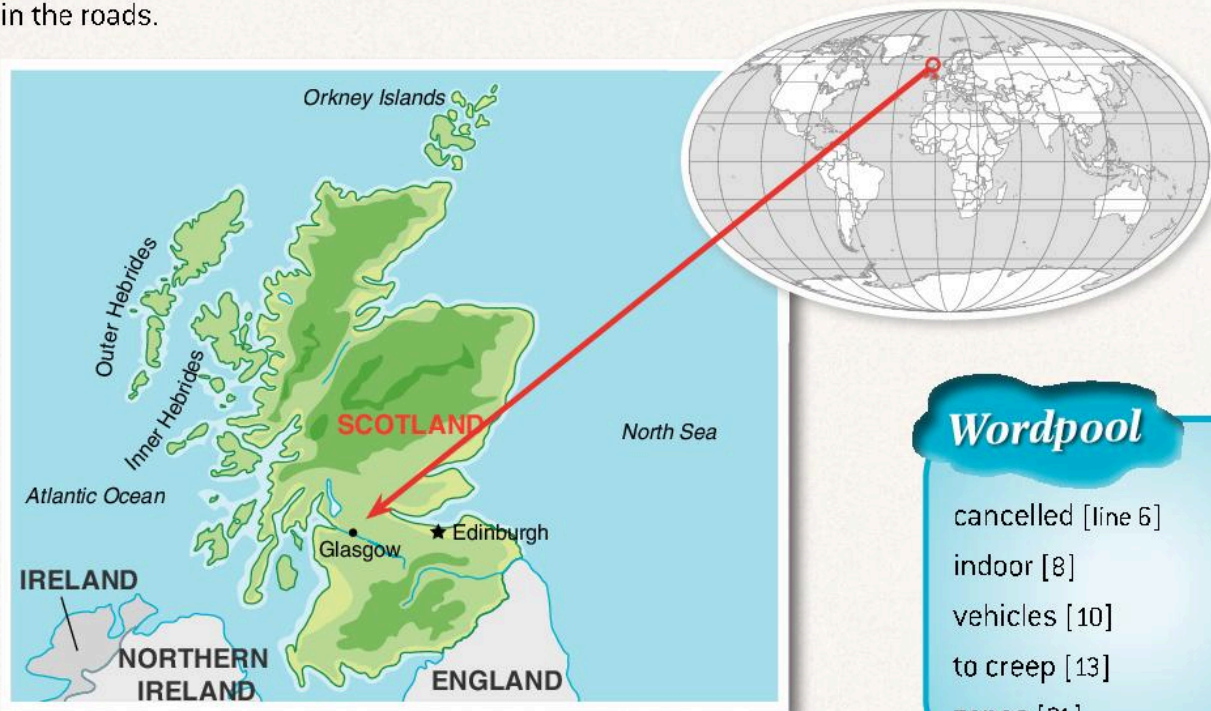 in the roads.
Orkney Islands
Outer Hebrides
Inner Hebrides
SCOTLAND
North Sea
Atlantic Ocean
Glasgow
Edinburgh
IRELAND
NORTHERN
IRELAND
ENGLAND
Wordpool
cancelled [line 6]
indoor [8]
vehicles [10]
to creep [13]